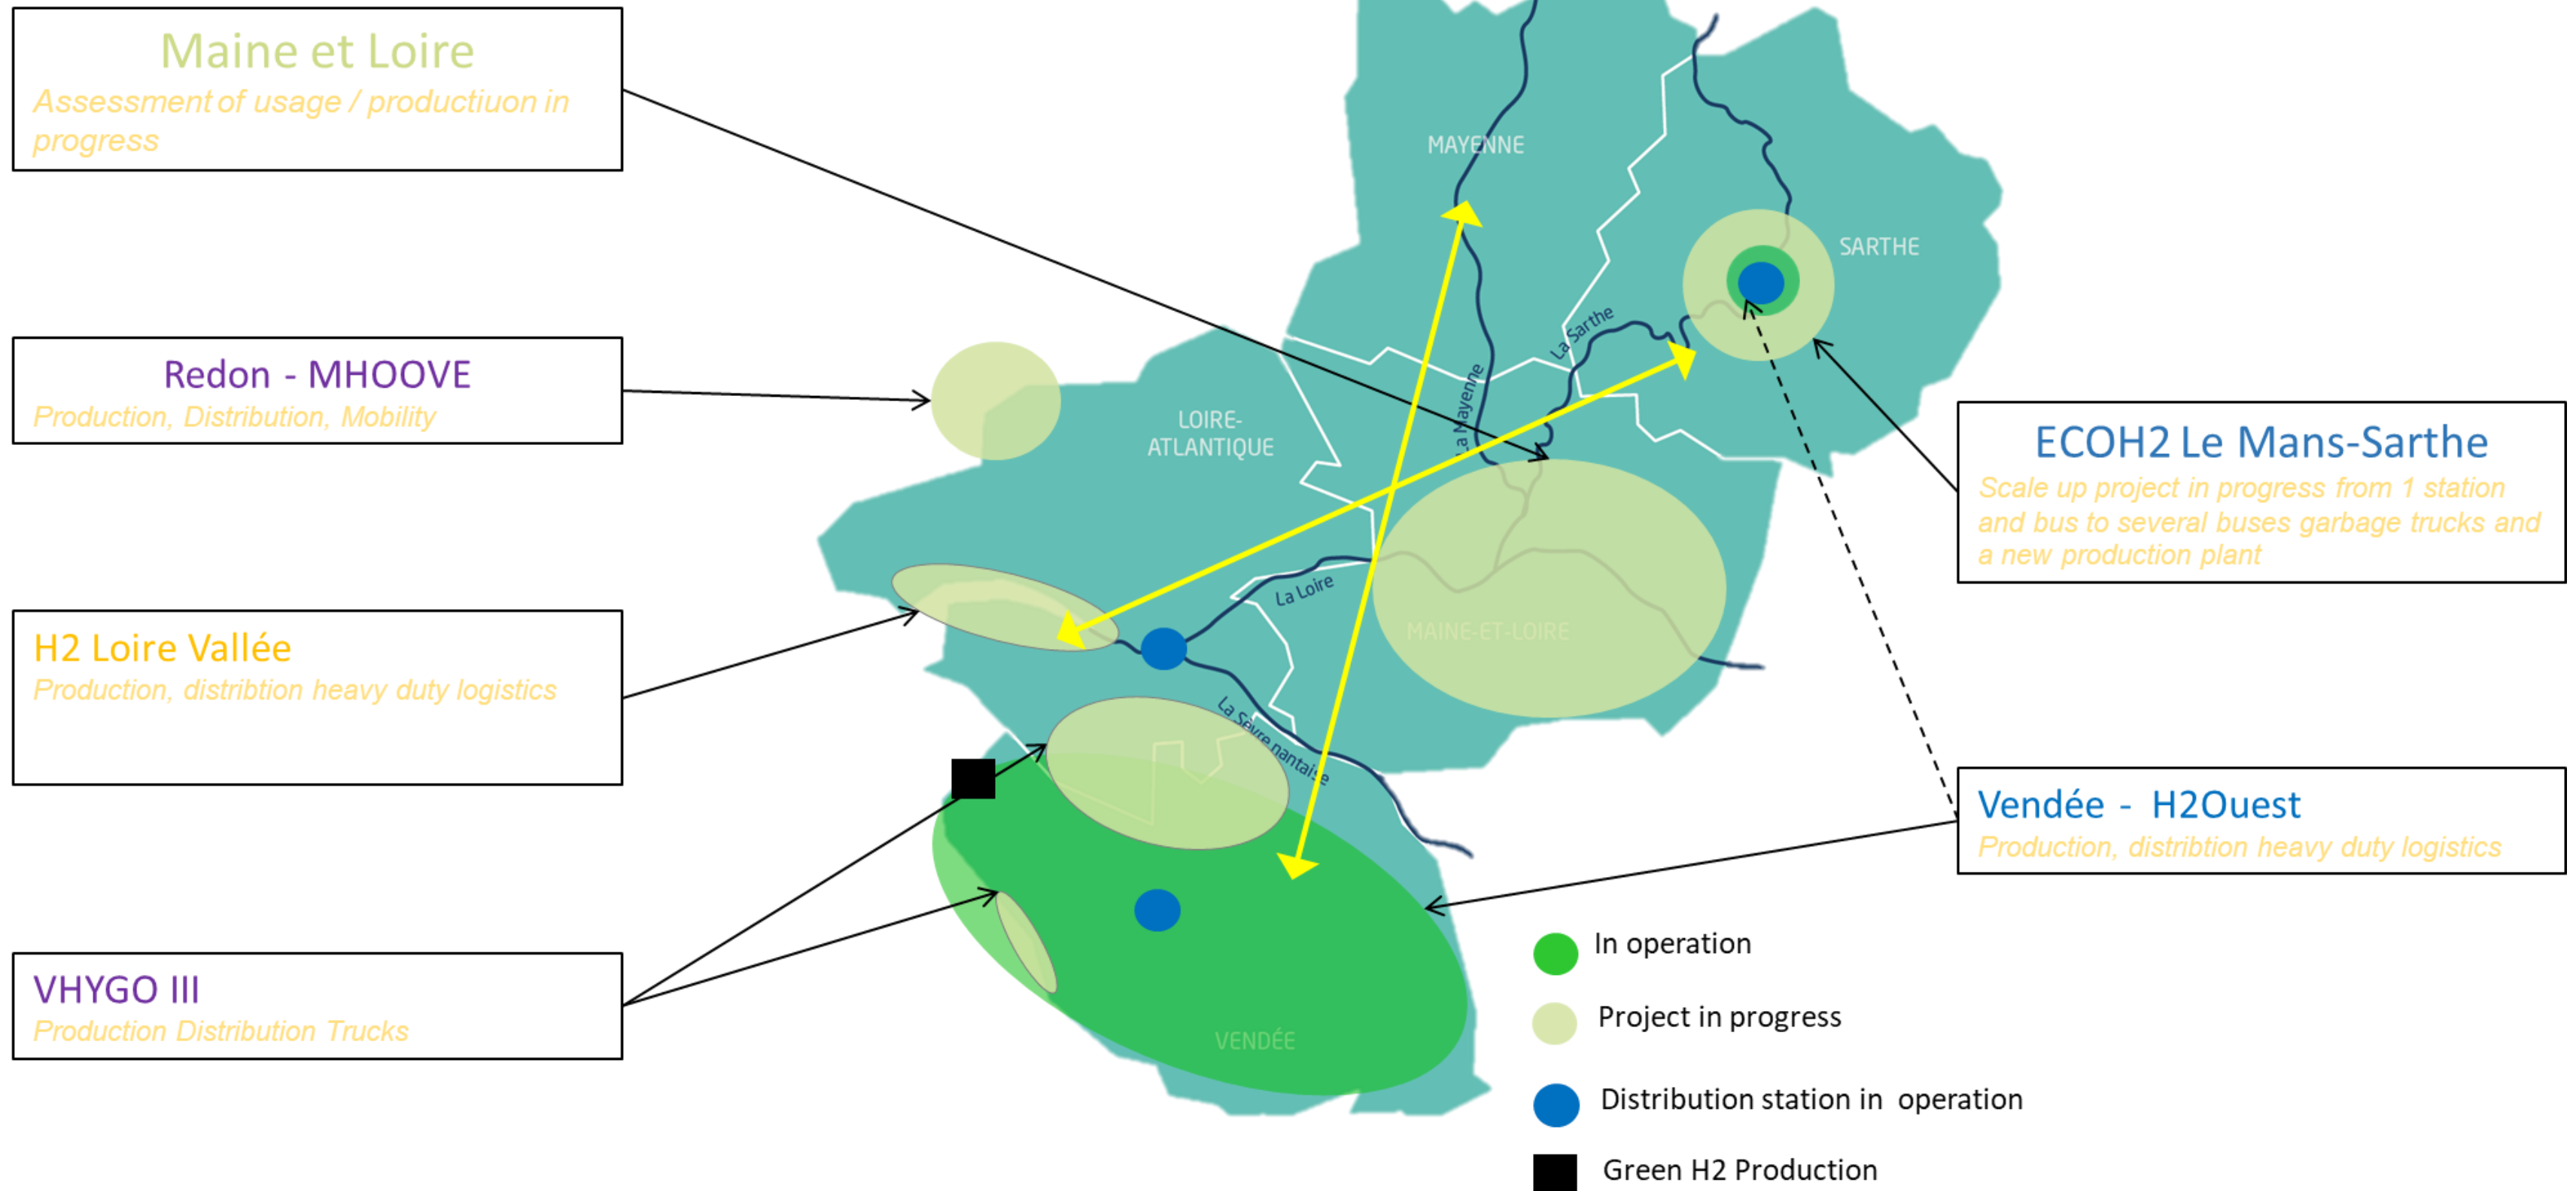 Maine et Loire
Assessment of usage / productiuon in
progress
Redon - MHOOVE
Production, Distribution, Mobility
H2 Loire Vallée
Production, distribtion heavy duty logistics
VHYGO III
Production Distribution Trucks
MAYENNE
SARTHE
La Sarthe
La Mayenne
LOIRE-
ATLANTIQUE
La Loire
MAINE-ET-LOIRE
La Sèvre nantaise
VENDÉE
ECOH2 Le Mans-Sarthe
Scale up project in progress from 1 station
and bus to several buses garbage trucks and
a new production plant
Vendée - H2Ouest
Production, distribtion heavy duty logistics
In operation
Project in progress
Distribution station in operation
Green H2 Production